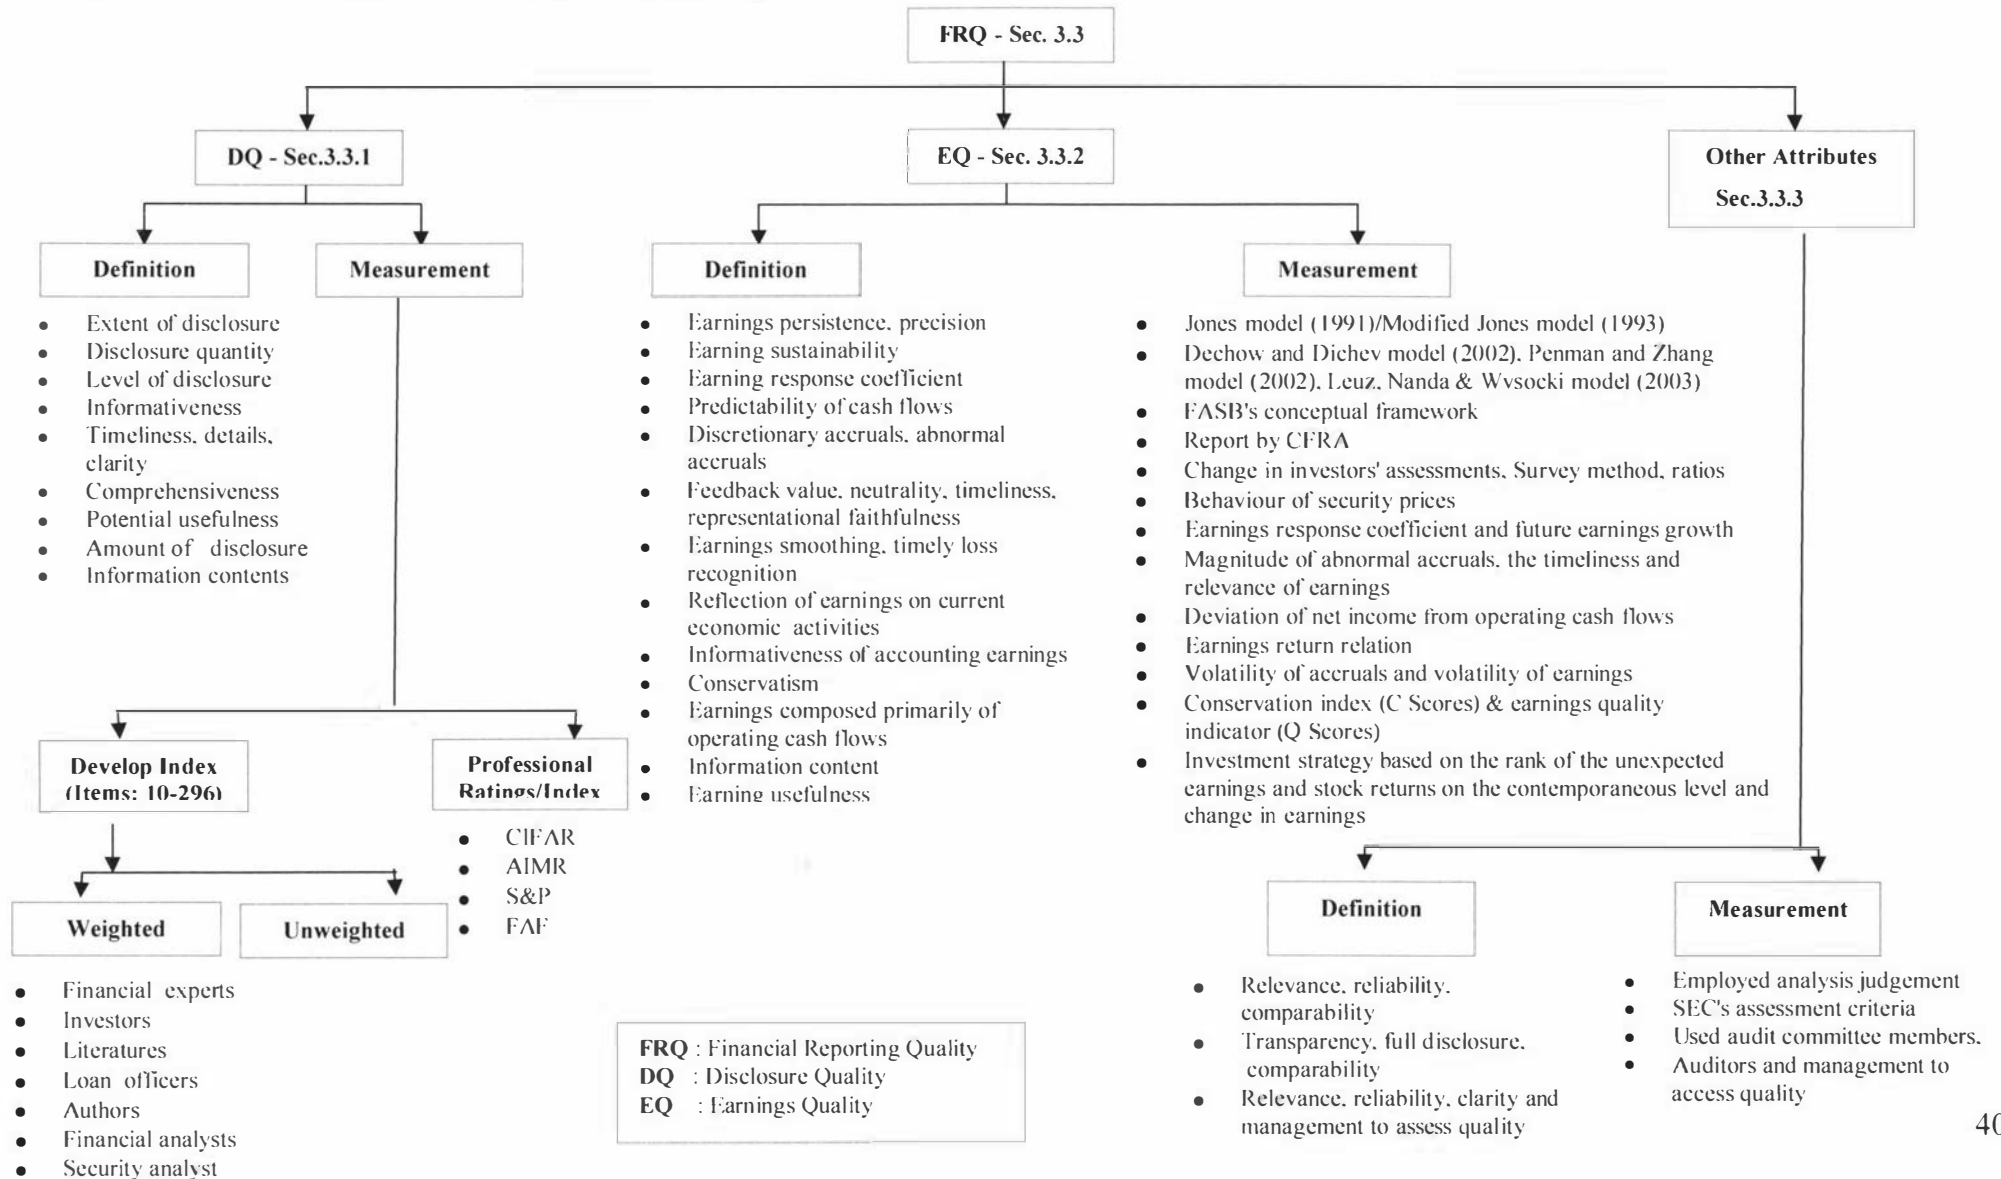 FRQ - Sec. 3.3
DQ - Sec.3.3.1
EQ - Sec. 3.3.2
Other Attributes
Sec.3.3.3
Definition
Measurement
Definition
Measurement
• Extent of disclosure
• Disclosure quantity
• Level of disclosure
• Informativeness
• Timeliness, details,
clarity
• Comprehensiveness
• Potential usefulness
• Amount of disclosure
• Information contents
• Earnings persistence, precision
• Earning sustainability
• Earning response coefficient
• Predictability of cash flows
• Discretionary accruals, abnormal
accruals
• Feedback value, neutrality, timeliness,
representational faithfulness
• Earnings smoothing, timely loss
recognition
• Reflection of earnings on current
economic activities
• Informativeness of accounting earnings
• Conservatism
• Earnings composed primarily of
operating cash flows
• Information content
• Earning usefulness
• Jones model (1991)/Modified Jones model (1993)
• Dechow and Dichev model (2002), Penman and Zhang
model (2002), Leuz, Nanda & Wysocki model (2003)
• FASB's conceptual framework
• Report by CFRA
• Change in investors' assessments, Survey method, ratios
• Behaviour of security prices
• Earnings response coefficient and future earnings growth
• Magnitude of abnormal accruals, the timeliness and
relevance of earnings
• Deviation of net income from operating cash flows
• Earnings return relation
• Volatility of accruals and volatility of earnings
• Conservation index (C Scores) & earnings quality
indicator (Q Scores)
• Investment strategy based on the rank of the unexpected
earnings and stock returns on the contemporaneous level and
change in earnings
Develop Index
(Items: 10-296)
Professional
Ratings/Index
• CIFAR
• AIMR
• S&P
• FAF
Weighted
Unweighted
• Financial experts
• Investors
• Literatures
• Loan officers
• Authors
• Financial analysts
• Security analyst
FRQ : Financial Reporting Quality
DQ : Disclosure Quality
EQ : Earnings Quality
Definition
Measurement
• Relevance, reliability,
comparability
• Transparency, full disclosure,
comparability
• Relevance, reliability, clarity and
management to assess quality
• Employed analysis judgement
• SEC's assessment criteria
• Used audit committee members,
• Auditors and management to
access quality
40